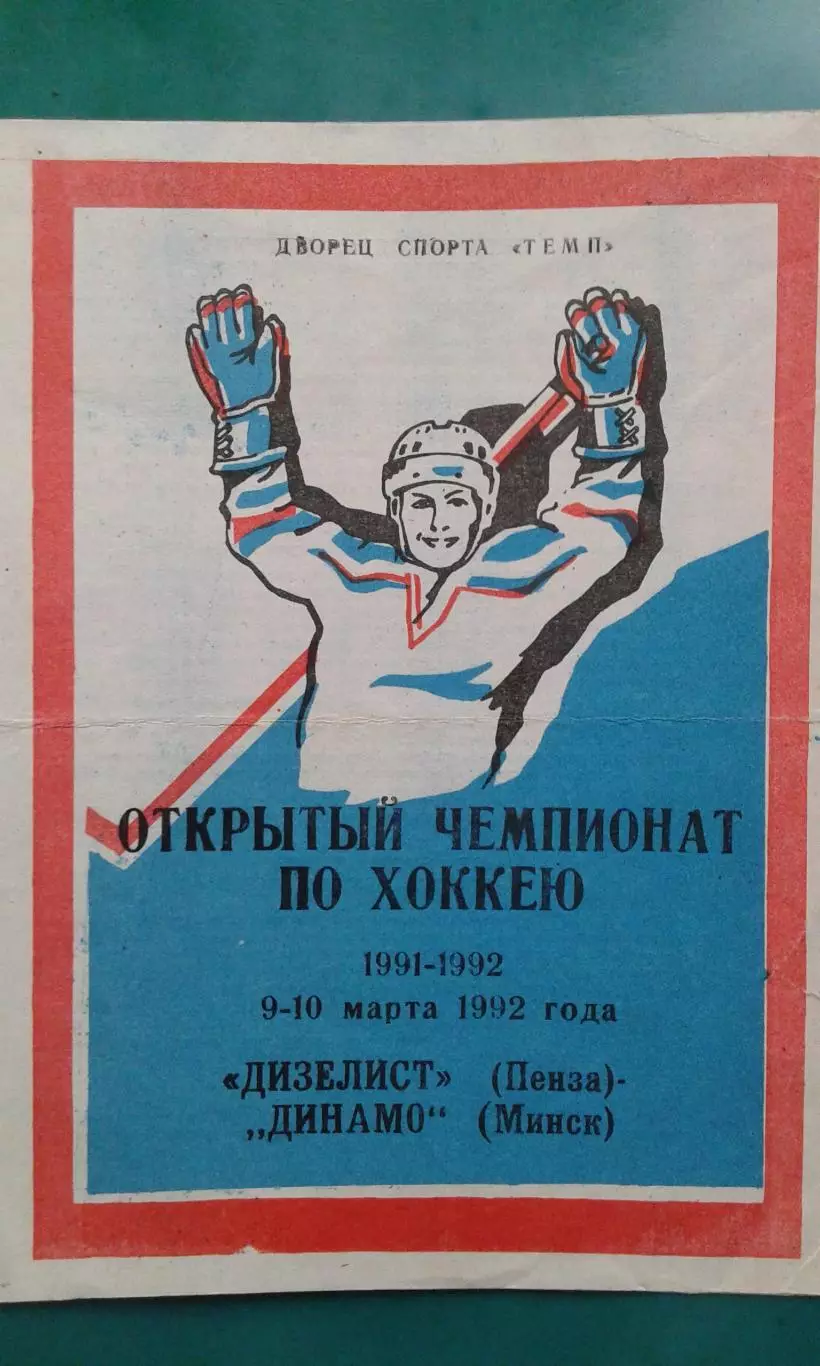 ДВОРЕЦ СПОРТА «ТЕМП»
ОТКРЫТЫЙ ЧЕМПИОНАТ
ПО ХОККЕЮ
1991-1992
9-10 марта 1992 года
«ДИЗЕЛИСТ» (Пенза)-
„ДИНАМО“ (Минск)